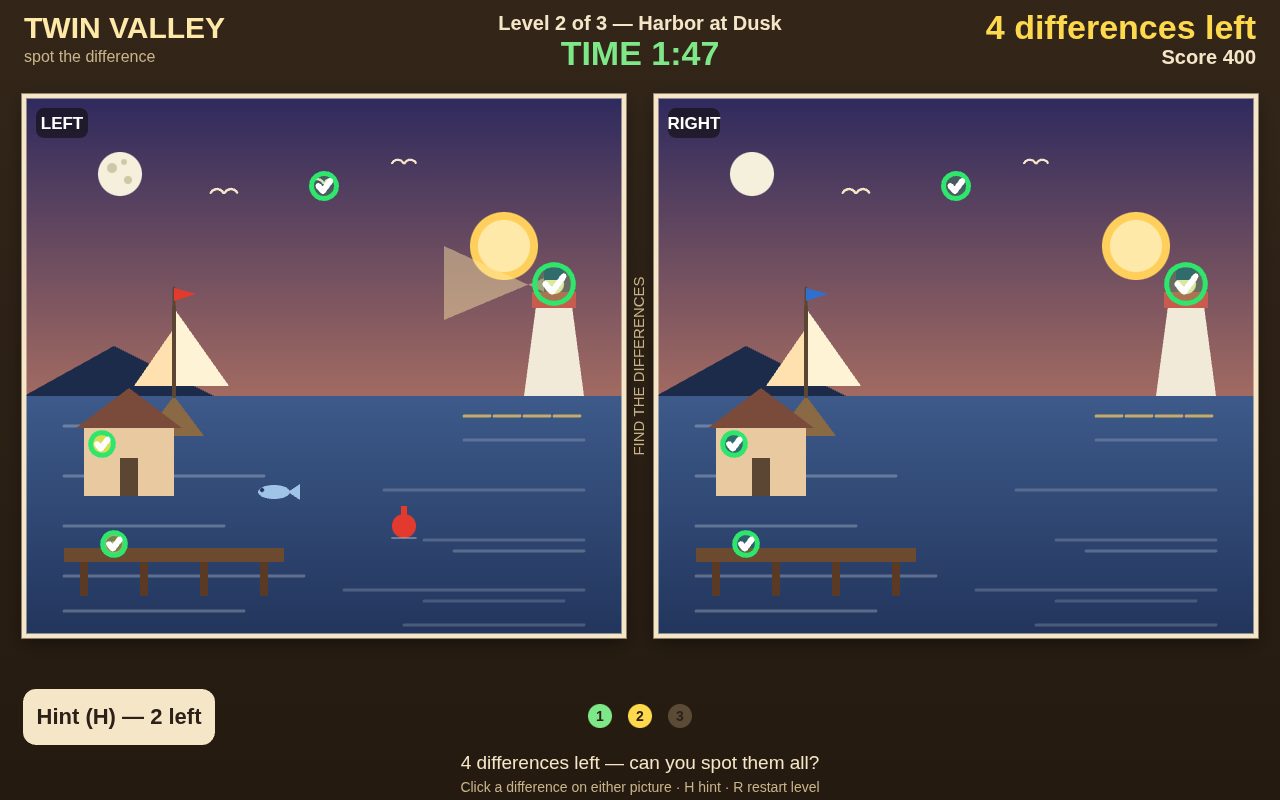 TWIN VALLEY
spot the difference
Level 2 of 3 — Harbor at Dusk
TIME 1:47
4 differences left
Score 400
LEFT
RIGHT
FIND THE DIFFERENCES
Hint (H) — 2 left
1 2 3
4 differences left — can you spot them all?
Click a difference on either picture · H hint · R restart level